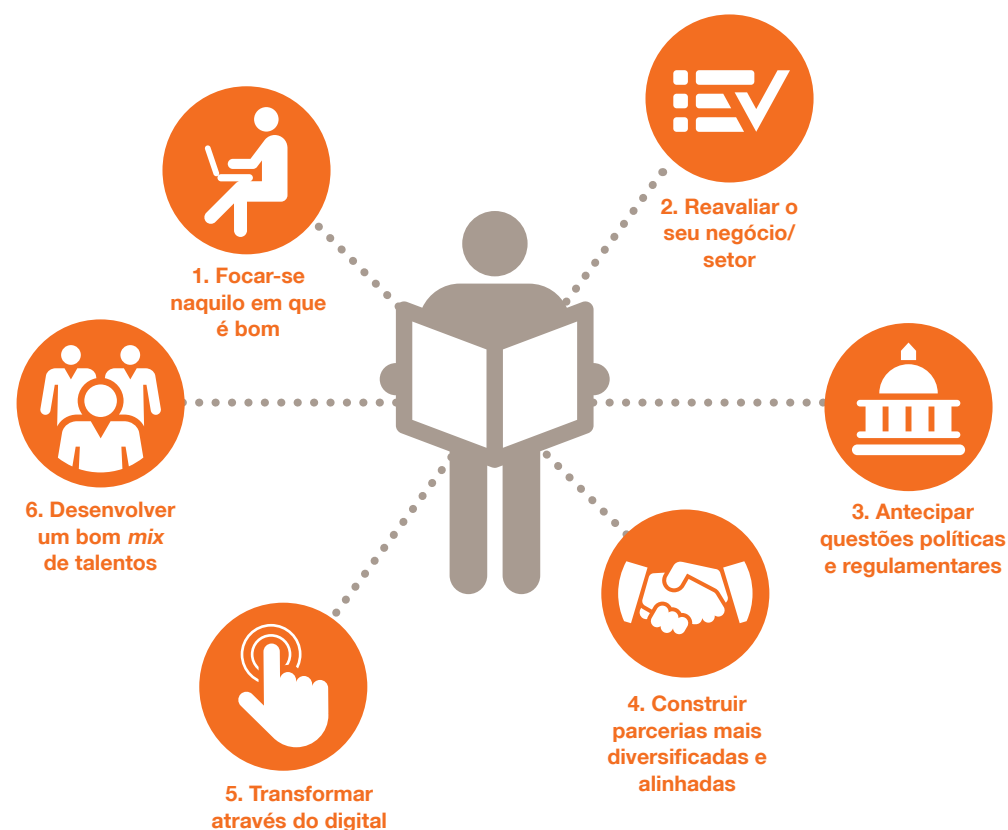 1. Focar-se
naquilo em que
é bom
2. Reavaliar o
seu negócio/
setor
3. Antecipar
questões políticas
e regulamentares
4. Construir
parcerias mais
diversificadas e
alinhadas
5. Transformar
através do digital
6. Desenvolver
um bom mix
de talentos